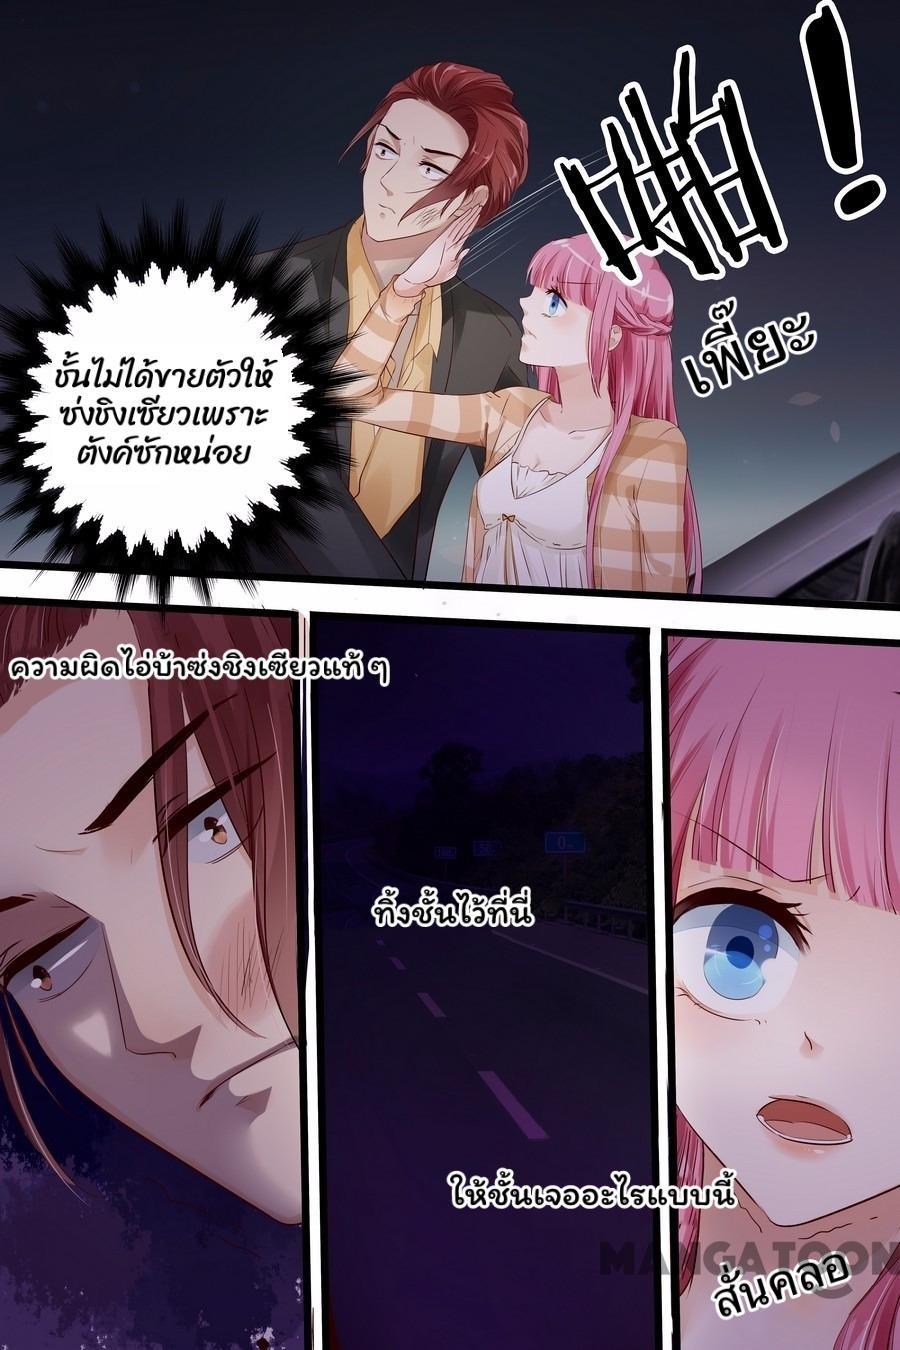 啪!
เพี๊ยะ
ชั้นไม่ได้ขายตัวให้
ซ่งชิงเซียวเพราะ
ตังค์ซักหน่อย
ความผิดไอ่บ้าซ่งชิงเซียวแท้ๆ
ทิ้งชั้นไว้ที่นี่
ให้ชั้นเจออะไรแบบนี้
MANGATOON
สั่นคลอ